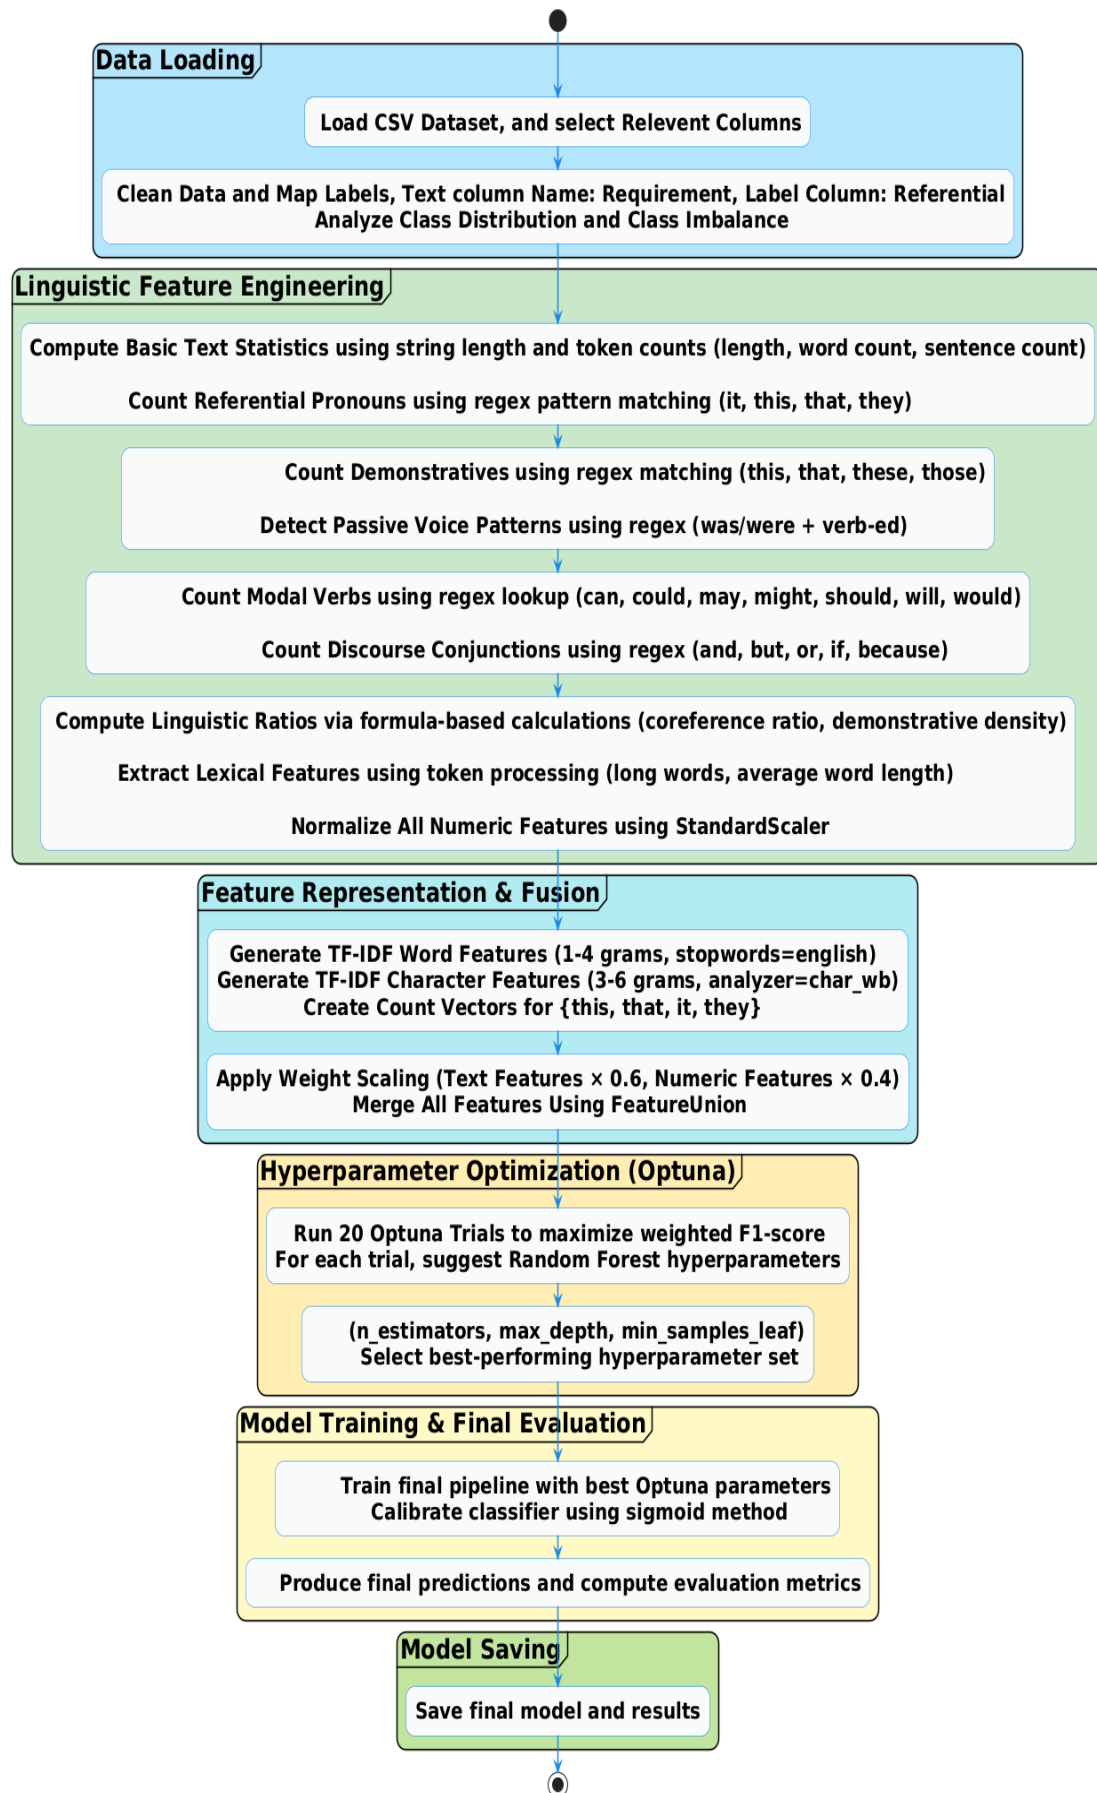 Data Loading
Load CSV Dataset, and select Relevent Columns
Clean Data and Map Labels, Text column Name: Requirement, Label Column: Referential
Analyze Class Distribution and Class Imbalance
Linguistic Feature Engineering
Compute Basic Text Statistics using string length and token counts (length, word count, sentence count)
Count Referential Pronouns using regex pattern matching (it, this, that, they)
Count Demonstratives using regex matching (this, that, these, those)
Detect Passive Voice Patterns using regex (was/were + verb-ed)
Count Modal Verbs using regex lookup (can, could, may, might, should, will, would)
Count Discourse Conjunctions using regex (and, but, or, if, because)
Compute Linguistic Ratios via formula-based calculations (coreference ratio, demonstrative density)
Extract Lexical Features using token processing (long words, average word length)
Normalize All Numeric Features using StandardScaler
Feature Representation & Fusion
Generate TF-IDF Word Features (1-4 grams, stopwords=english)
Generate TF-IDF Character Features (3-6 grams, analyzer=char_wb)
Create Count Vectors for {this, that, it, they}
Apply Weight Scaling (Text Features × 0.6, Numeric Features × 0.4)
Merge All Features Using FeatureUnion
Hyperparameter Optimization (Optuna)
Run 20 Optuna Trials to maximize weighted F1-score
For each trial, suggest Random Forest hyperparameters
(n_estimators, max_depth, min_samples_leaf)
Select best-performing hyperparameter set
Model Training & Final Evaluation
Train final pipeline with best Optuna parameters
Calibrate classifier using sigmoid method
Produce final predictions and compute evaluation metrics
Model Saving
Save final model and results